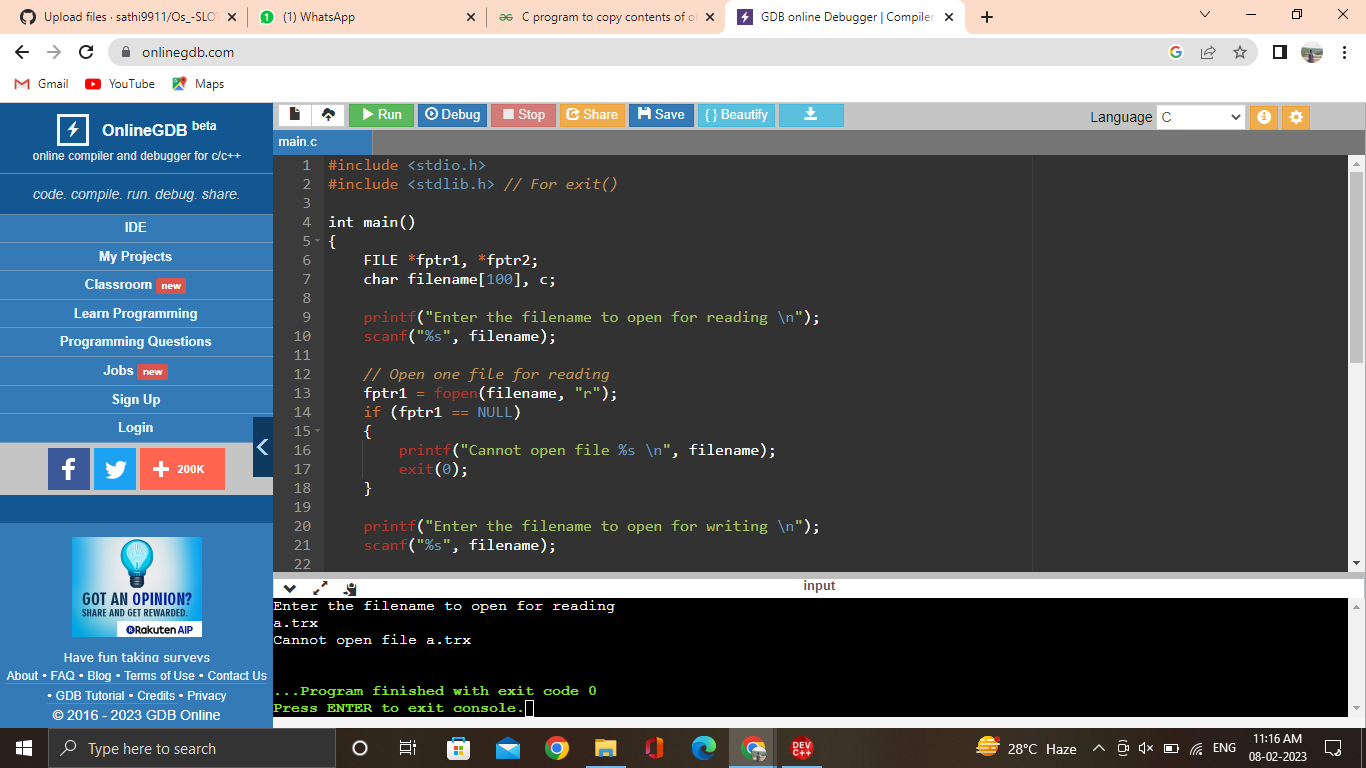 Upload files · sathi9911/Os_-SLOT
(1) WhatsApp
C program to copy contents of o
GDB online Debugger | Compiler
onlinegdb.com
Gmail
YouTube
Maps
OnlineGDB beta
online compiler and debugger for c/c++
code. compile. run. debug. share.
IDE
My Projects
Classroom new
Learn Programming
Programming Questions
Jobs new
Sign Up
Login
200K
GOT AN OPINION?
SHARE AND GET REWARDED.
Rakuten AIP
Have fun taking surveys
About • FAQ • Blog • Terms of Use • Contact Us
• GDB Tutorial • Credits • Privacy
© 2016 - 2023 GDB Online
Run Debug Stop Share Save { } Beautify
Language C
main.c
1 #include <stdio.h>
2 #include <stdlib.h> // For exit()
3
4 int main()
5 {
6 FILE *fptr1, *fptr2;
7 char filename[100], c;
8
9 printf("Enter the filename to open for reading \n");
10 scanf("%s", filename);
11
12 // Open one file for reading
13 fptr1 = fopen(filename, "r");
14 if (fptr1 == NULL)
15 {
16 printf("Cannot open file %s \n", filename);
17 exit(0);
18 }
19
20 printf("Enter the filename to open for writing \n");
21 scanf("%s", filename);
22
input
Enter the filename to open for reading
a.trx
Cannot open file a.trx
...Program finished with exit code 0
Press ENTER to exit console.
Type here to search
DEV
C++
28°C Haze
ENG
11:16 AM
08-02-2023